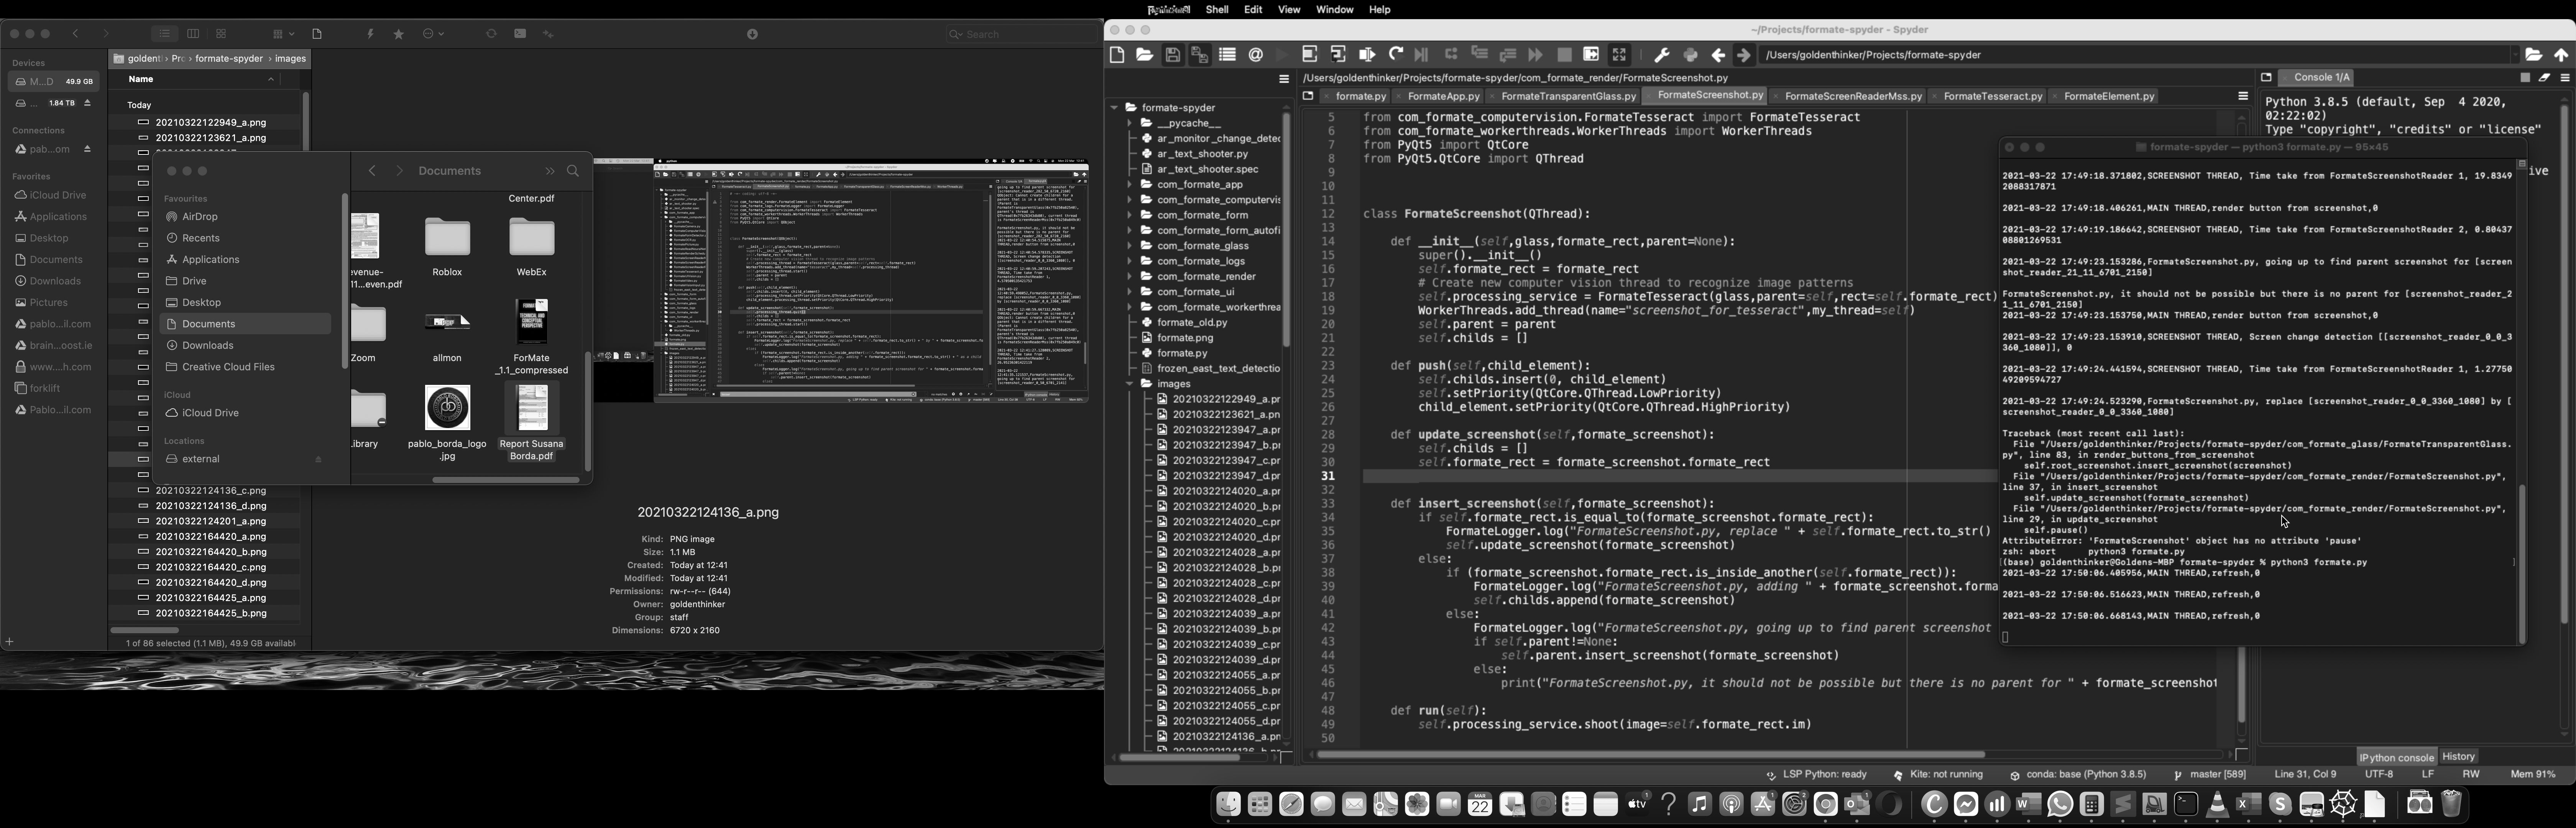 Shell Edit View Window Help
Search
Devices
M...D 49.9 GB
... 1.84 TB
Connections
pab...om
Favorites
iCloud Drive
Applications
Desktop
Documents
Downloads
Pictures
pablo...il.com
brain...ost.ie
www....h.com
forklift
Pablo...il.com
goldent › Prc › formate-spyder › images
Name
Today
20210322122949_a.png
20210322123621_a.png
20210322124136_c.png
20210322124136_d.png
20210322124201_a.png
20210322164420_a.png
20210322164420_b.png
20210322164420_c.png
20210322164420_d.png
20210322164425_a.png
20210322164425_b.png
1 of 86 selected (1.1 MB), 49.9 GB availabl
Favourites
AirDrop
Recents
Applications
Drive
Desktop
Documents
Downloads
Creative Cloud Files
iCloud
iCloud Drive
Locations
external
Documents
Center.pdf
evenue-
11...even.pdf
Roblox
WebEx
Zoom
allmon
ForMate
_1.1_compressed
ibrary
pablo_borda_logo
.jpg
Report Susana
Borda.pdf
20210322124136_a.png
Kind: PNG image
Size: 1.1 MB
Created: Today at 12:41
Modified: Today at 12:41
Permissions: rw-r--r-- (644)
Owner: goldenthinker
Group: staff
Dimensions: 6720 x 2160
~/Projects/formate-spyder - Spyder
/Users/goldenthinker/Projects/formate-spyder
/Users/goldenthinker/Projects/formate-spyder/com_formate_render/FormateScreenshot.py
formate.py FormateApp.py FormateTransparentGlass.py FormateScreenshot.py FormateScreenReaderMss.py FormateTesseract.py FormateElement.py
formate-spyder
__pycache__
ar_monitor_change_detec
ar_text_shooter.py
ar_text_shooter.spec
com_formate_app
com_formate_computervis
com_formate_form
com_formate_form_autofi
com_formate_glass
com_formate_logs
com_formate_render
com_formate_ui
com_formate_workerthrea
formate_old.py
formate.png
formate.py
frozen_east_text_detectio
images
20210322122949_a.pr
20210322123621_a.pn
20210322123947_a.pr
20210322123947_b.pr
20210322123947_c.pr
20210322123947_d.pr
20210322124020_a.pr
20210322124020_b.pr
20210322124020_c.pr
20210322124020_d.pr
20210322124028_a.pr
20210322124028_b.pr
20210322124028_c.pr
20210322124028_d.pr
20210322124039_a.pr
20210322124039_b.pr
20210322124039_c.pr
20210322124039_d.pr
20210322124055_a.pr
20210322124055_b.pr
20210322124055_c.pr
20210322124055_d.pr
20210322124136_a.pn
5 from com_formate_computervision.FormateTesseract import FormateTesseract
6 from com_formate_workerthreads.WorkerThreads import WorkerThreads
7 from PyQt5 import QtCore
8 from PyQt5.QtCore import QThread
9
10
11
12 class FormateScreenshot(QThread):
13
14 def __init__(self,glass,formate_rect,parent=None):
15 super().__init__()
16 self.formate_rect = formate_rect
17 # Create new computer vision thread to recognize image patterns
18 self.processing_service = FormateTesseract(glass,parent=self,rect=self.formate_rect)
19 WorkerThreads.add_thread(name="screenshot_for_tesseract",my_thread=self)
20 self.parent = parent
21 self.childs = []
22
23 def push(self,child_element):
24 self.childs.insert(0, child_element)
25 self.setPriority(QtCore.QThread.LowPriority)
26 child_element.setPriority(QtCore.QThread.HighPriority)
27
28 def update_screenshot(self,formate_screenshot):
29 self.childs = []
30 self.formate_rect = formate_screenshot.formate_rect
31
32
33 def insert_screenshot(self,formate_screenshot):
34 if self.formate_rect.is_equal_to(formate_screenshot.formate_rect):
35 FormateLogger.log("FormateScreenshot.py, replace " + self.formate_rect.to_str()
36 self.update_screenshot(formate_screenshot)
37 else:
38 if (formate_screenshot.formate_rect.is_inside_another(self.formate_rect)):
39 FormateLogger.log("FormateScreenshot.py, adding " + formate_screenshot.forma
40 self.childs.append(formate_screenshot)
41 else:
42 FormateLogger.log("FormateScreenshot.py, going up to find parent screenshot
43 if self.parent!=None:
44 self.parent.insert_screenshot(formate_screenshot)
45 else:
46 print("FormateScreenshot.py, it should not be possible but there is no parent for " + formate_screenshot
47
48 def run(self):
49 self.processing_service.shoot(image=self.formate_rect.im)
50
Console 1/A
Python 3.8.5 (default, Sep 4 2020,
02:22:02)
Type "copyright", "credits" or "license"
ive
formate-spyder — python3 formate.py — 95×45
2021-03-22 17:49:18.371802,SCREENSHOT THREAD, Time take from FormateScreenshotReader 1, 19.8349
2088317871
2021-03-22 17:49:18.406261,MAIN THREAD,render button from screenshot,0
2021-03-22 17:49:19.186642,SCREENSHOT THREAD, Time take from FormateScreenshotReader 2, 0.80437
08801269531
2021-03-22 17:49:23.153286,FormateScreenshot.py, going up to find parent screenshot for [screen
shot_reader_21_11_6701_2150]
FormateScreenshot.py, it should not be possible but there is no parent for [screenshot_reader_2
1_11_6701_2150]
2021-03-22 17:49:23.153750,MAIN THREAD,render button from screenshot,0
2021-03-22 17:49:23.153910,SCREENSHOT THREAD, Screen change detection [[screenshot_reader_0_0_3
360_1080]], 0
2021-03-22 17:49:24.441594,SCREENSHOT THREAD, Time take from FormateScreenshotReader 1, 1.27750
49209594727
2021-03-22 17:49:24.523290,FormateScreenshot.py, replace [screenshot_reader_0_0_3360_1080] by [
screenshot_reader_0_0_3360_1080]
Traceback (most recent call last):
File "/Users/goldenthinker/Projects/formate-spyder/com_formate_glass/FormateTransparentGlass.
py", line 83, in render_buttons_from_screenshot
self.root_screenshot.insert_screenshot(screenshot)
File "/Users/goldenthinker/Projects/formate-spyder/com_formate_render/FormateScreenshot.py",
line 37, in insert_screenshot
self.update_screenshot(formate_screenshot)
File "/Users/goldenthinker/Projects/formate-spyder/com_formate_render/FormateScreenshot.py",
line 29, in update_screenshot
self.pause()
AttributeError: 'FormateScreenshot' object has no attribute 'pause'
zsh: abort python3 formate.py
(base) goldenthinker@Goldens-MBP formate-spyder % python3 formate.py
2021-03-22 17:50:06.405956,MAIN THREAD,refresh,0
2021-03-22 17:50:06.516623,MAIN THREAD,refresh,0
2021-03-22 17:50:06.668143,MAIN THREAD,refresh,0
IPython console History
LSP Python: ready Kite: not running conda: base (Python 3.8.5) master [589] Line 31, Col 9 UTF-8 LF RW Mem 91%
MAR
22
tv